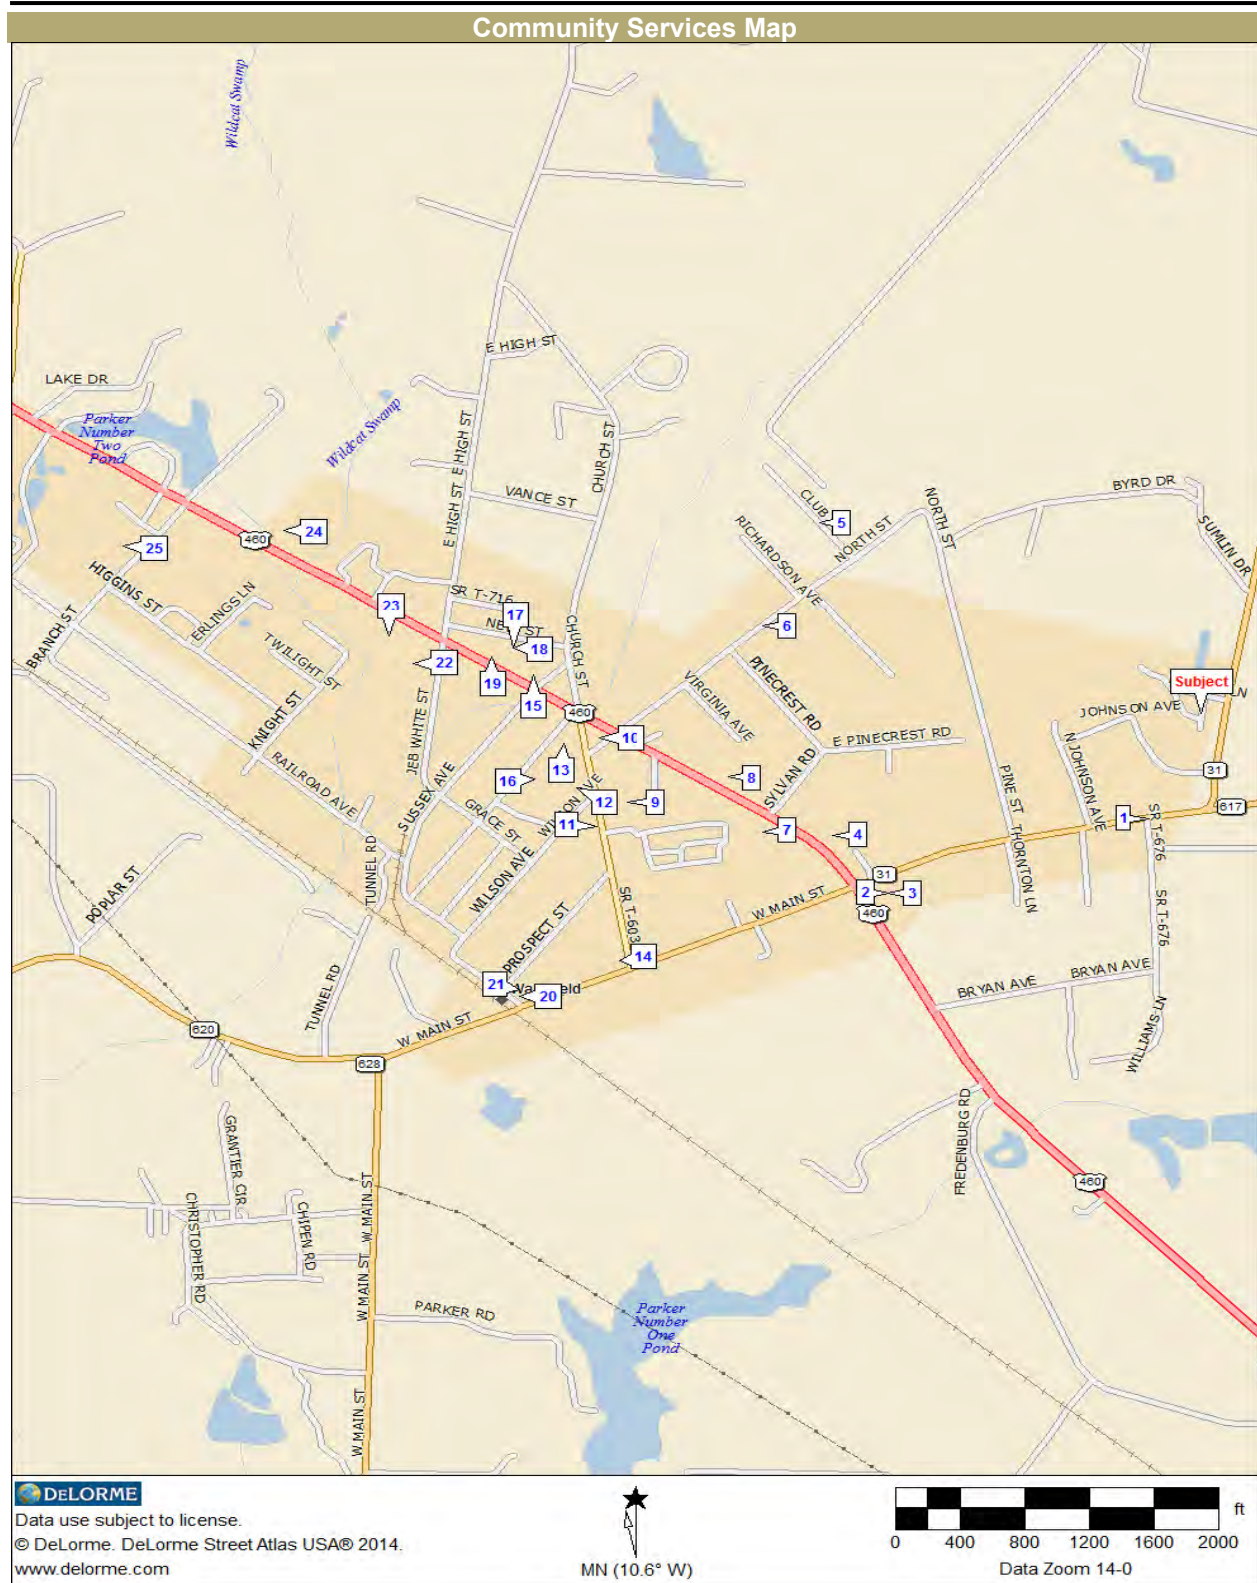 Community Services Map
Wildcat Swamp
E HIGH ST
LAKE DR
Parker
Number
Two
Pond
Wildcat Swamp
E HIGH ST
CHURCH ST
E HIGH ST
VANCE ST
BYRD DR
CLUB
5
NORTH ST
NORTH ST
RICHARDSON AVE
SUMLIN DR
24
460
25
HIGGINS ST
ERLINGS LN
BRANCH ST
TWILIGHT ST
KNIGHT ST
23
SR T-716
17
18
CHURCH ST
6
22
19
15
460
JEB WHITE ST
VIRGINIA AVE
PINECREST RD
E PINECREST RD
SYLVAN RD
Subject
LN
JOHNSON AVE
N JOHNSON AVE
31
617
10
13
16
8
RAILROAD AVE
SUSSEX AVE
GRACE ST
12
9
11
7
4
1
SR T-676
PINE ST
THORNTON LN
TUNNEL RD
POPLAR ST
WILSON AVE
31
2
3
460
W MAIN ST
SR T-603
SR T-676
PROSPECT ST
14
21
20
BRYAN AVE
BRYAN AVE
TUNNEL RD
620
W MAIN ST
628
WILLIAMS LN
FREDENBURG RD
GRANTIER CIR
CHRISTOPHER RD
CHIPEN RD
W MAIN ST
460
W MAIN ST
PARKER RD
Parker
Number
One
Pond
W MAIN ST
DELORME
Data use subject to license.
© DeLorme. DeLorme Street Atlas USA® 2014.
www.delorme.com
MN (10.6° W)
ft
0 400 800 1200 1600 2000
Data Zoom 14-0